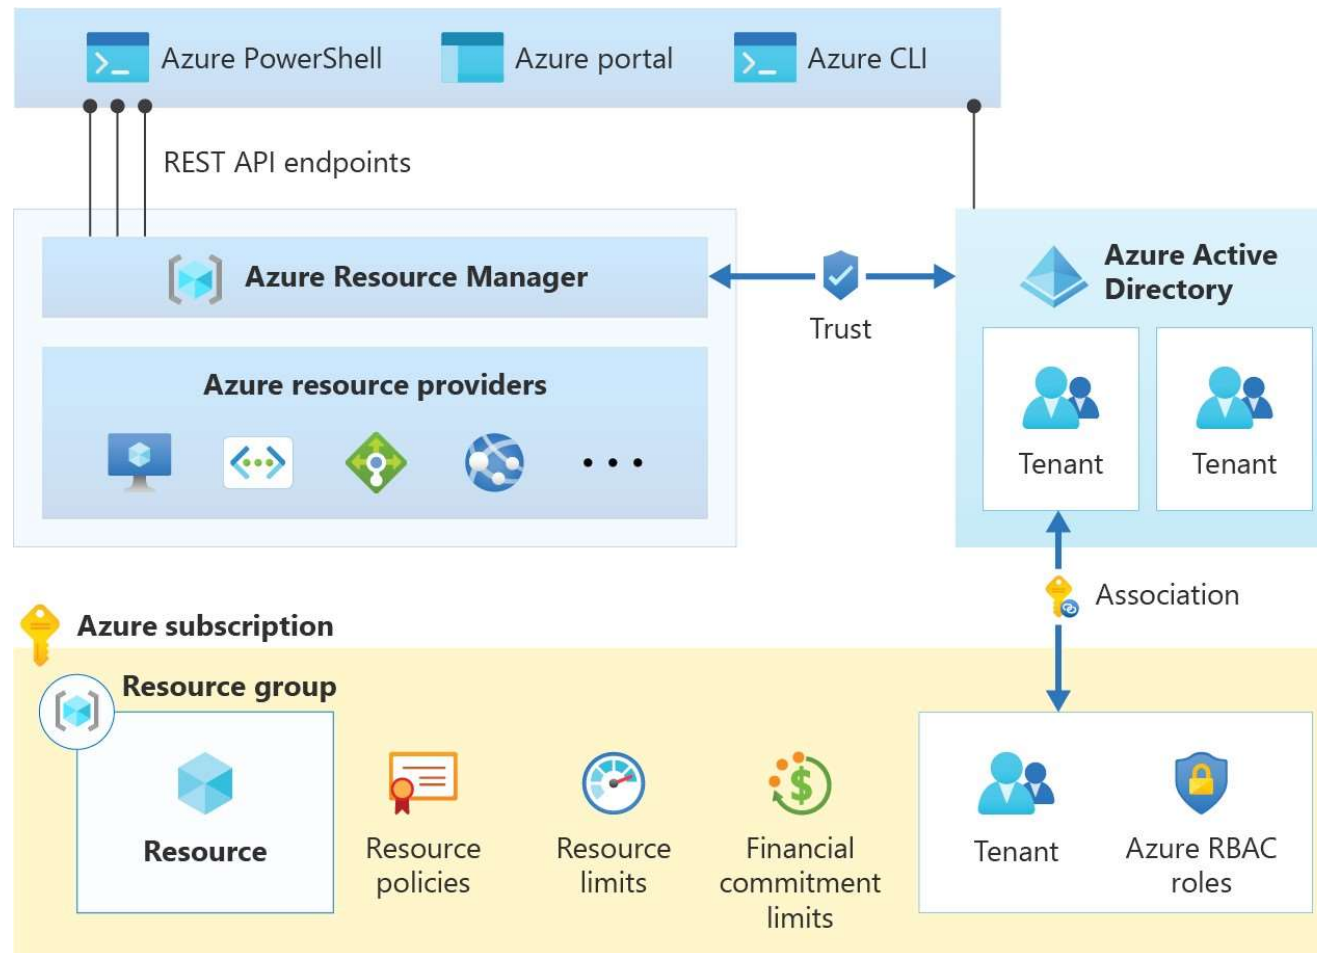 Azure PowerShell
Azure portal
Azure CLI
REST API endpoints
Azure Resource Manager
Trust
Azure Active
Directory
Azure resource providers
Tenant
Tenant
Association
Azure subscription
Resource group
Resource
Resource
policies
Resource
limits
Financial
commitment
limits
Tenant
Azure RBAC
roles